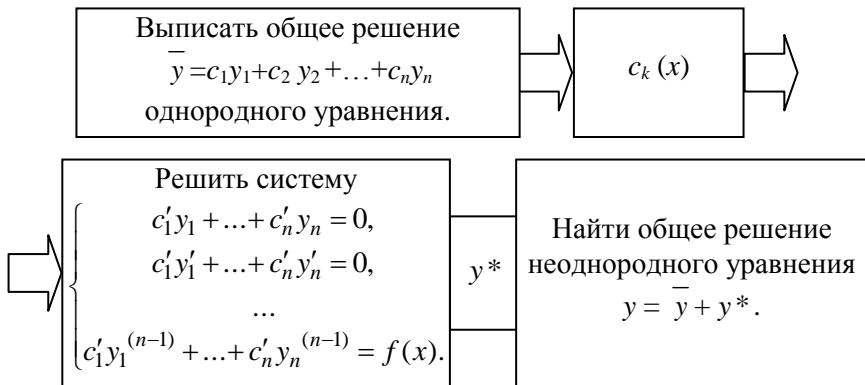 Выписать общее решение
y̅ =c₁y₁+c₂ y₂ +…+cₙyₙ
однородного уравнения.
cₖ (x)
Решить систему
c₁′y₁ + ... + cₙ′yₙ = 0,
c₁′y₁′ + ... + cₙ′yₙ′ = 0,
...
c₁′y₁⁽ⁿ⁻¹⁾ + ... + cₙ′yₙ⁽ⁿ⁻¹⁾ = f(x).
y*
Найти общее решение
неоднородного уравнения
y = y̅ + y* .